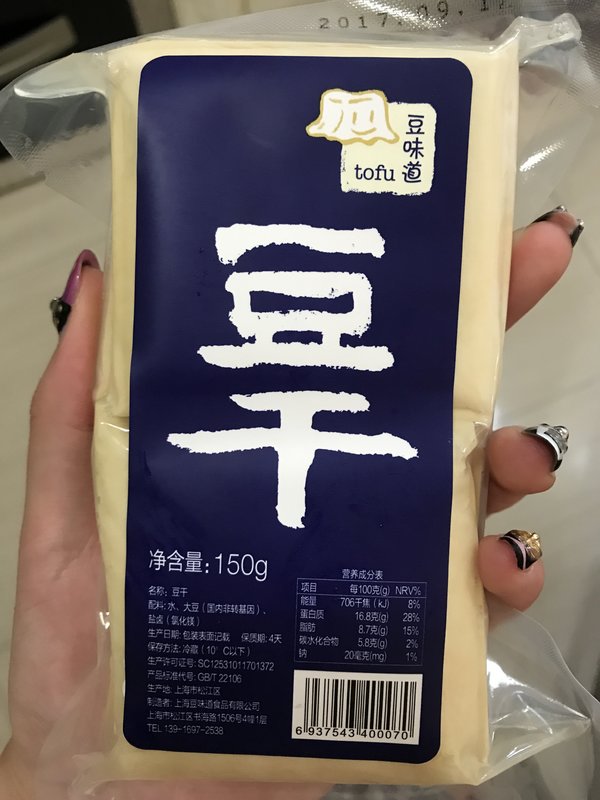 2017.09.1
豆味道
tofu
豆干
净含量:150g
名称: 豆干
配料: 水、大豆 (国内非转基因)、
盐卤 (氯化镁)
生产日期: 包装表面记载 保质期: 4天
保存方法: 冷藏 (10°C以下)
生产许可证号: SC12531011701372
产品标准代号: GB/T 22106
生产地: 上海市松江区
制造者: 上海豆味道食品有限公司
上海市松江区书海路1506号4幢1层
TEL 139-1697-2538
营养成分表
项目 每100克(g) NRV%
能量 706千焦 (kJ) 8%
蛋白质 16.8克(g) 28%
脂肪 8.7克(g) 15%
碳水化合物 5.8克(g) 2%
钠 20毫克(mg) 1%
6 937543 400070